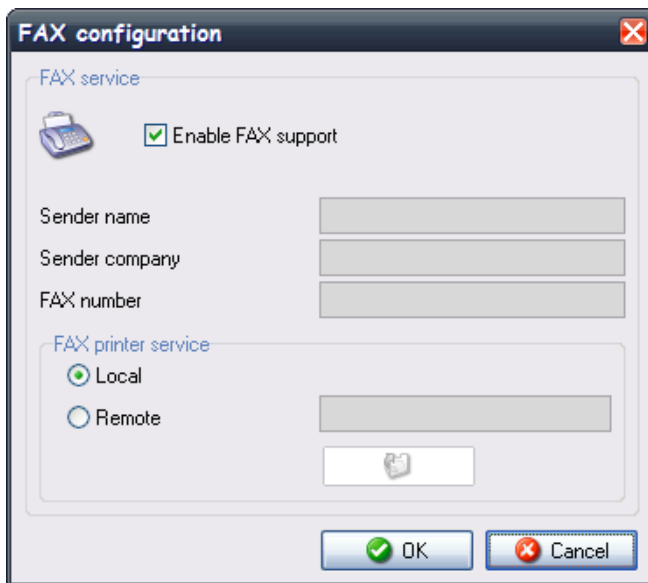 FAX configuration
FAX service
Enable FAX support
Sender name
Sender company
FAX number
FAX printer service
Local
Remote
OK
Cancel